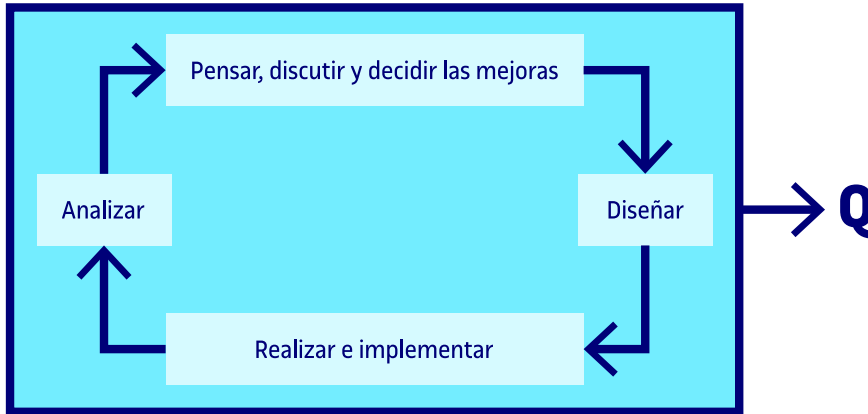 Pensar, discutir y decidir las mejoras
Analizar
Diseñar
Q
Realizar e implementar